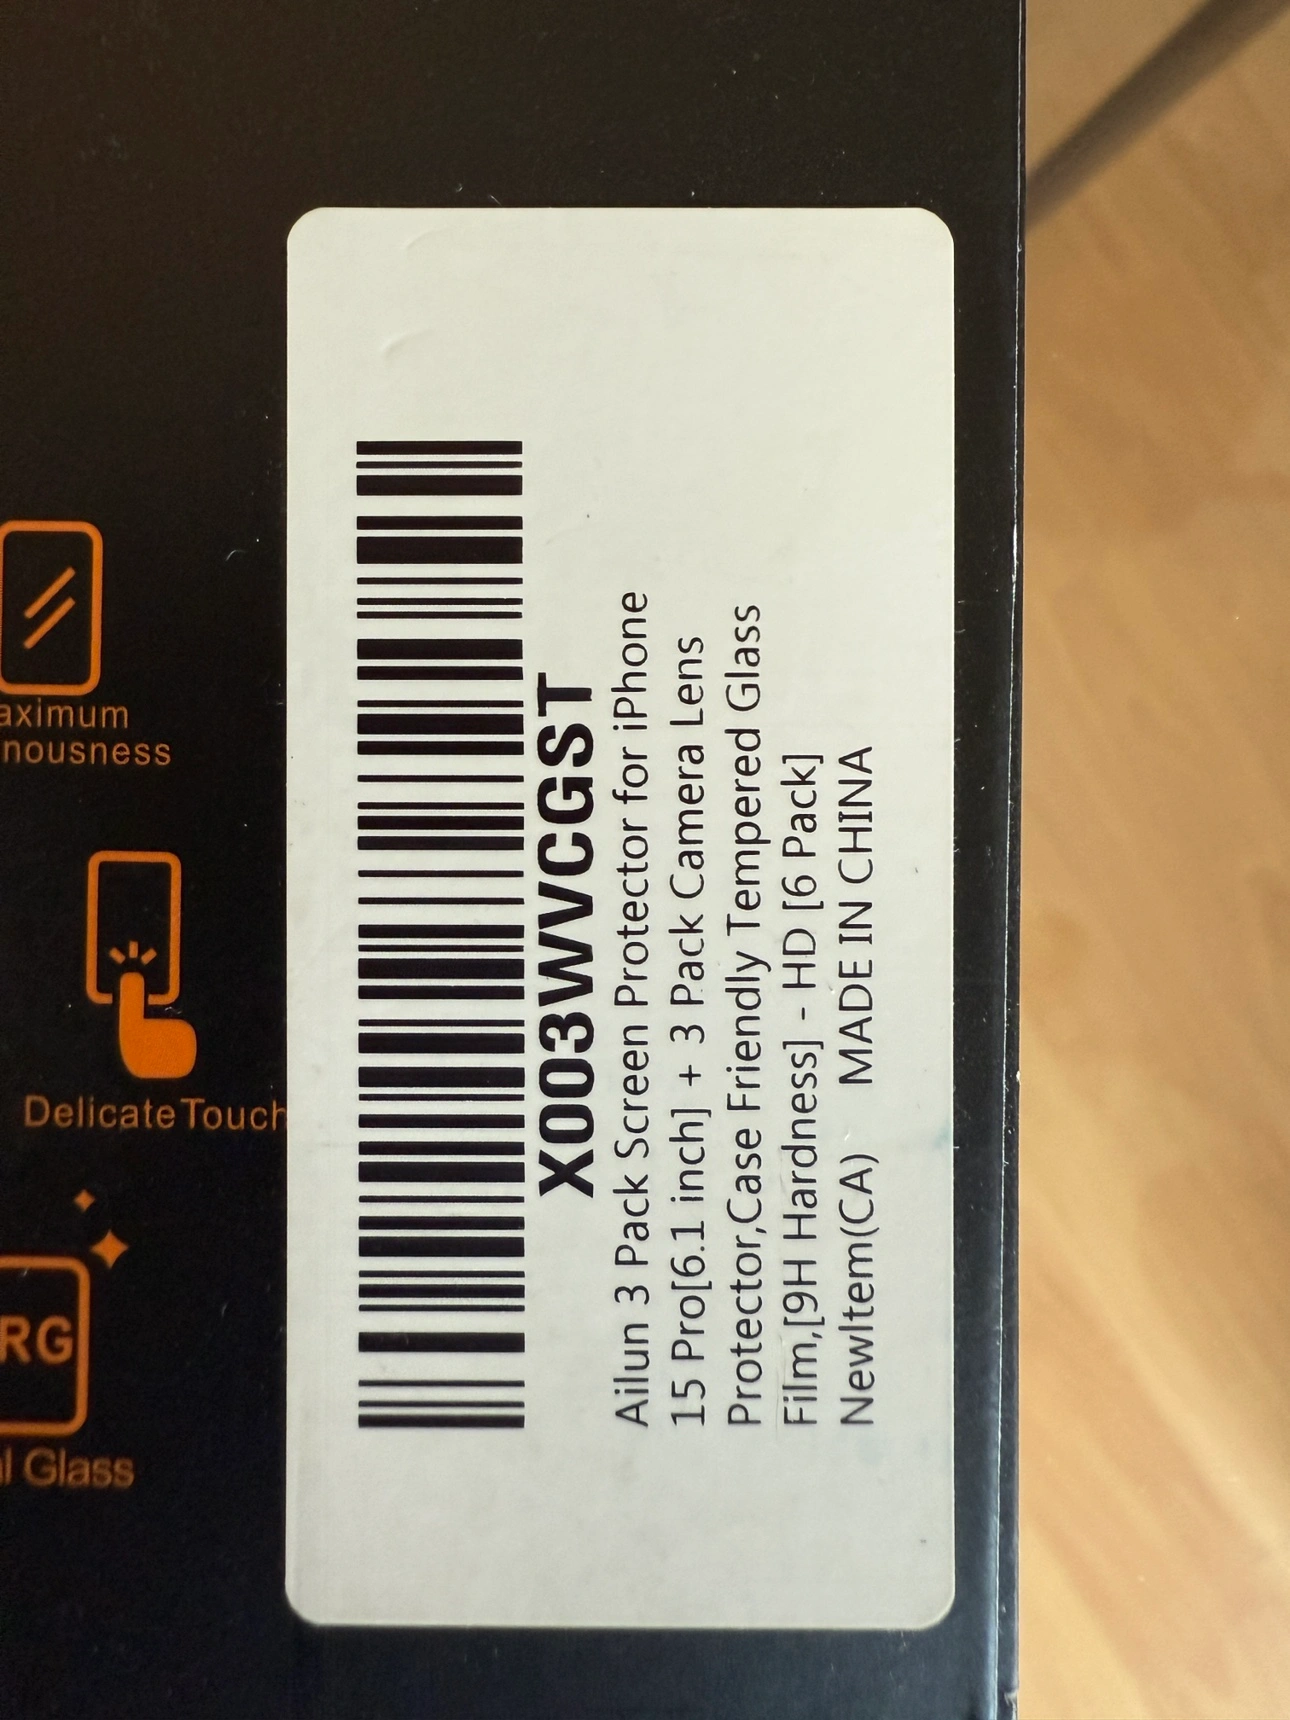 aximum
nousness
Delicate Touch
RG
l Glass
X003WVCGST
Ailun 3 Pack Screen Protector for iPhone
15 Pro[6.1 inch] + 3 Pack Camera Lens
Protector,Case Friendly Tempered Glass
Film,[9H Hardness] - HD [6 Pack]
NewItem(CA) MADE IN CHINA